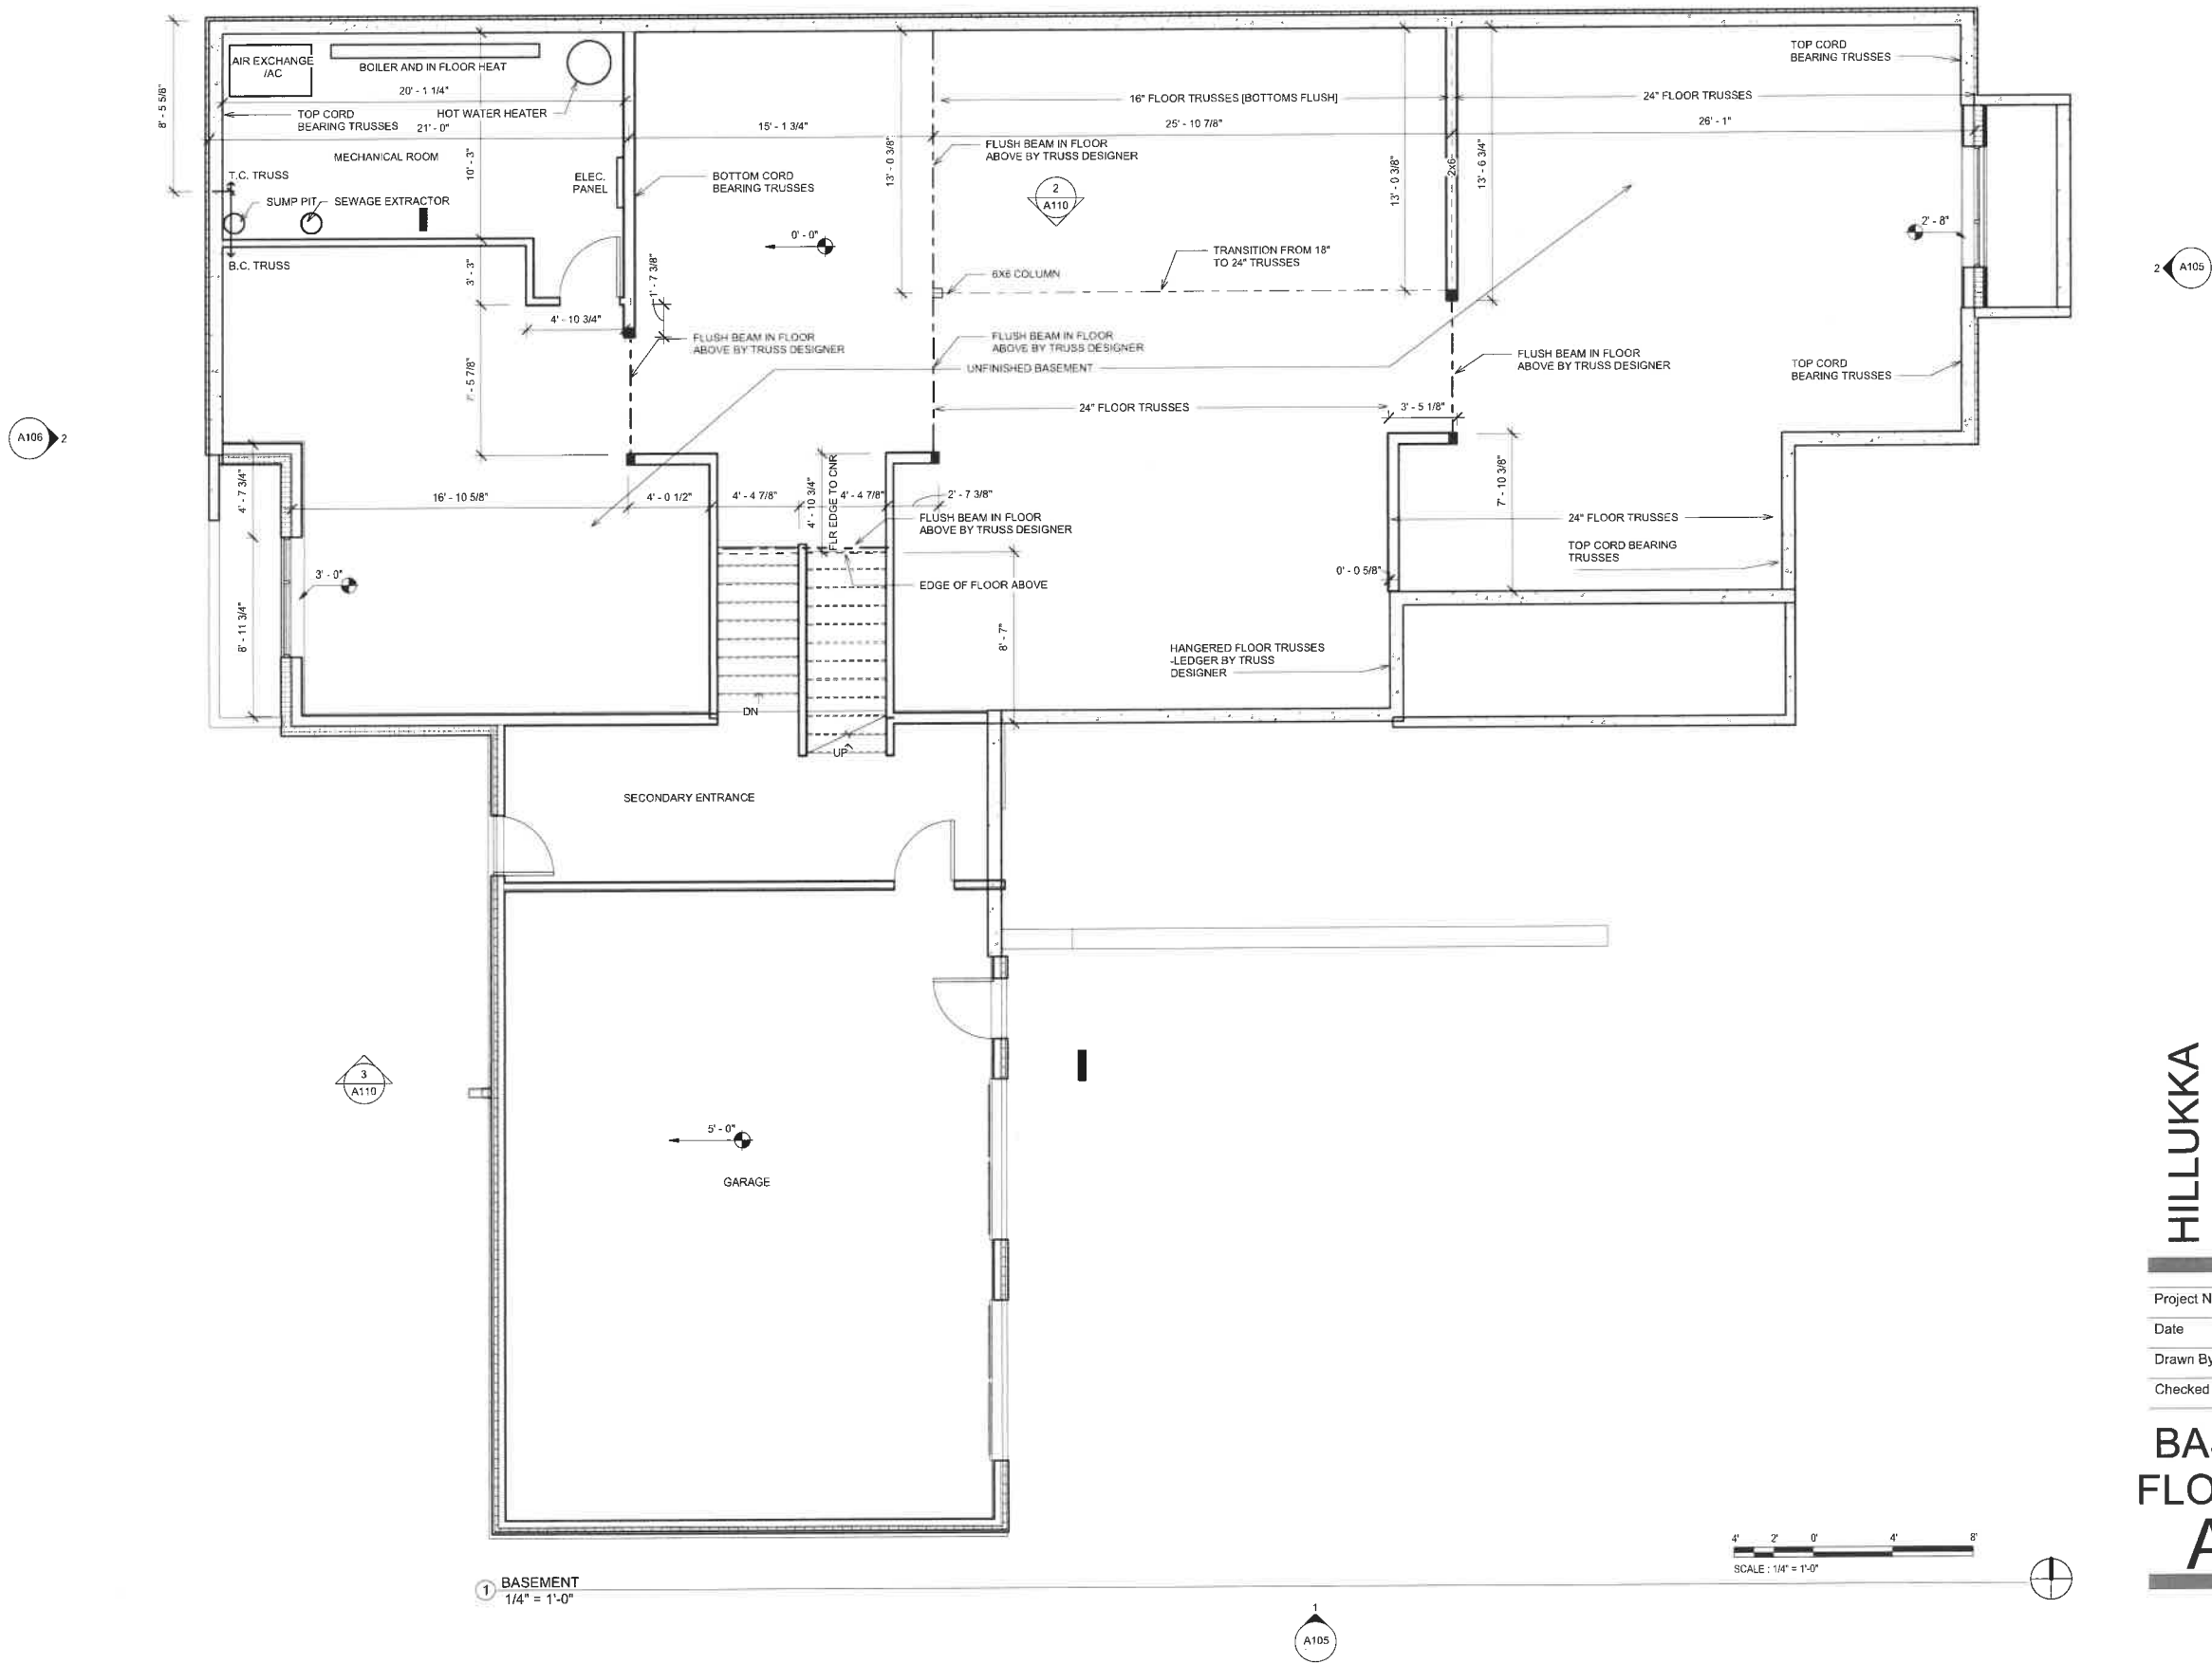 TOP CORD
BEARING TRUSSES
AIR EXCHANGE
/AC
BOILER AND IN FLOOR HEAT
20' - 1 1/4"
HOT WATER HEATER
TOP CORD
BEARING TRUSSES
21' - 0"
8' - 5 5/8"
MECHANICAL ROOM
10' - 3"
T.C. TRUSS
SUMP PIT
SEWAGE EXTRACTOR
B.C. TRUSS
ELEC.
PANEL
3' - 3"
4' - 10 3/4"
1' - 7 3/8"
15' - 1 3/4"
BOTTOM CORD
BEARING TRUSSES
0' - 0"
13' - 0 3/8"
16" FLOOR TRUSSES [BOTTOMS FLUSH]
25' - 10 7/8"
FLUSH BEAM IN FLOOR
ABOVE BY TRUSS DESIGNER
2
A110
13' - 0 3/8"
2x6
13' - 6 3/4"
24" FLOOR TRUSSES
26' - 1"
2' - 8"
2
A105
TRANSITION FROM 18"
TO 24" TRUSSES
6X6 COLUMN
FLUSH BEAM IN FLOOR
ABOVE BY TRUSS DESIGNER
FLUSH BEAM IN FLOOR
ABOVE BY TRUSS DESIGNER
UNFINISHED BASEMENT
FLUSH BEAM IN FLOOR
ABOVE BY TRUSS DESIGNER
TOP CORD
BEARING TRUSSES
24" FLOOR TRUSSES
3' - 5 1/8"
A106
2
4' - 7 3/4"
16' - 10 5/8"
4' - 0 1/2"
4' - 4 7/8"
4' - 10 3/4"
FLR EDGE TO CNR
4' - 4 7/8"
2' - 7 3/8"
FLUSH BEAM IN FLOOR
ABOVE BY TRUSS DESIGNER
7' - 10 3/8"
24" FLOOR TRUSSES
TOP CORD BEARING
TRUSSES
3' - 0"
EDGE OF FLOOR ABOVE
0' - 0 5/8"
8' - 11 3/4"
8' - 7"
HANGERED FLOOR TRUSSES
-LEDGER BY TRUSS
DESIGNER
DN
UP
SECONDARY ENTRANCE
3
A110
5' - 0"
GARAGE
HILLUKKA
Project N
Date
Drawn By
Checked
BA
FLO
A
4' 2' 0' 4' 8'
SCALE : 1/4" = 1'-0"
1
BASEMENT
1/4" = 1'-0"
1
A105